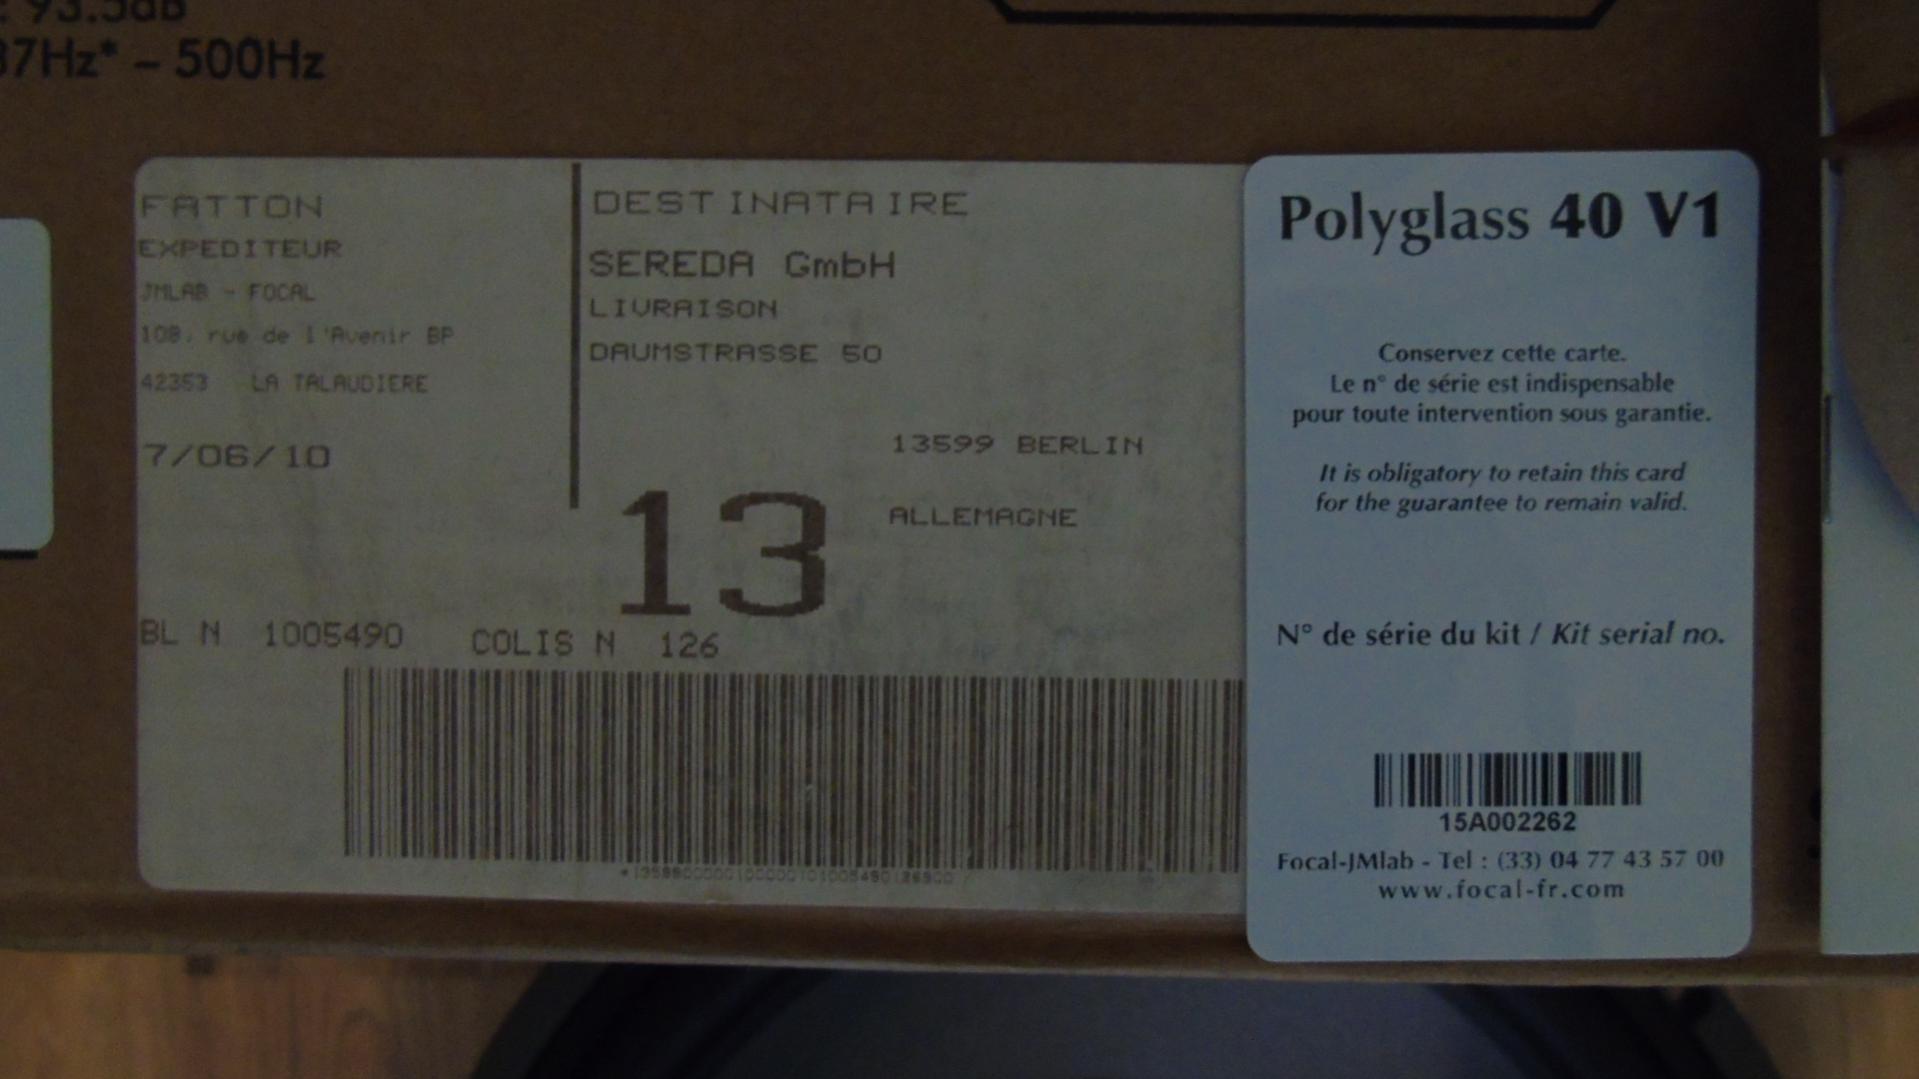 : 93.5dB
37Hz* – 500Hz
FATTON
EXPEDITEUR
JMLAB - FOCAL
108, rue de l'Avenir BP
42353 LA TALAUDIERE
7/06/10
DESTINATAIRE
SEREDA GmbH
LIVRAISON
DAUMSTRASSE 50
13599 BERLIN
ALLEMAGNE
13
BL N 1005490 COLIS N 126
Polyglass 40 V1
Conservez cette carte.
Le n° de série est indispensable
pour toute intervention sous garantie.
It is obligatory to retain this card
for the guarantee to remain valid.
N° de série du kit / Kit serial no.
15A002262
Focal-JMlab - Tel : (33) 04 77 43 57 00
www.focal-fr.com